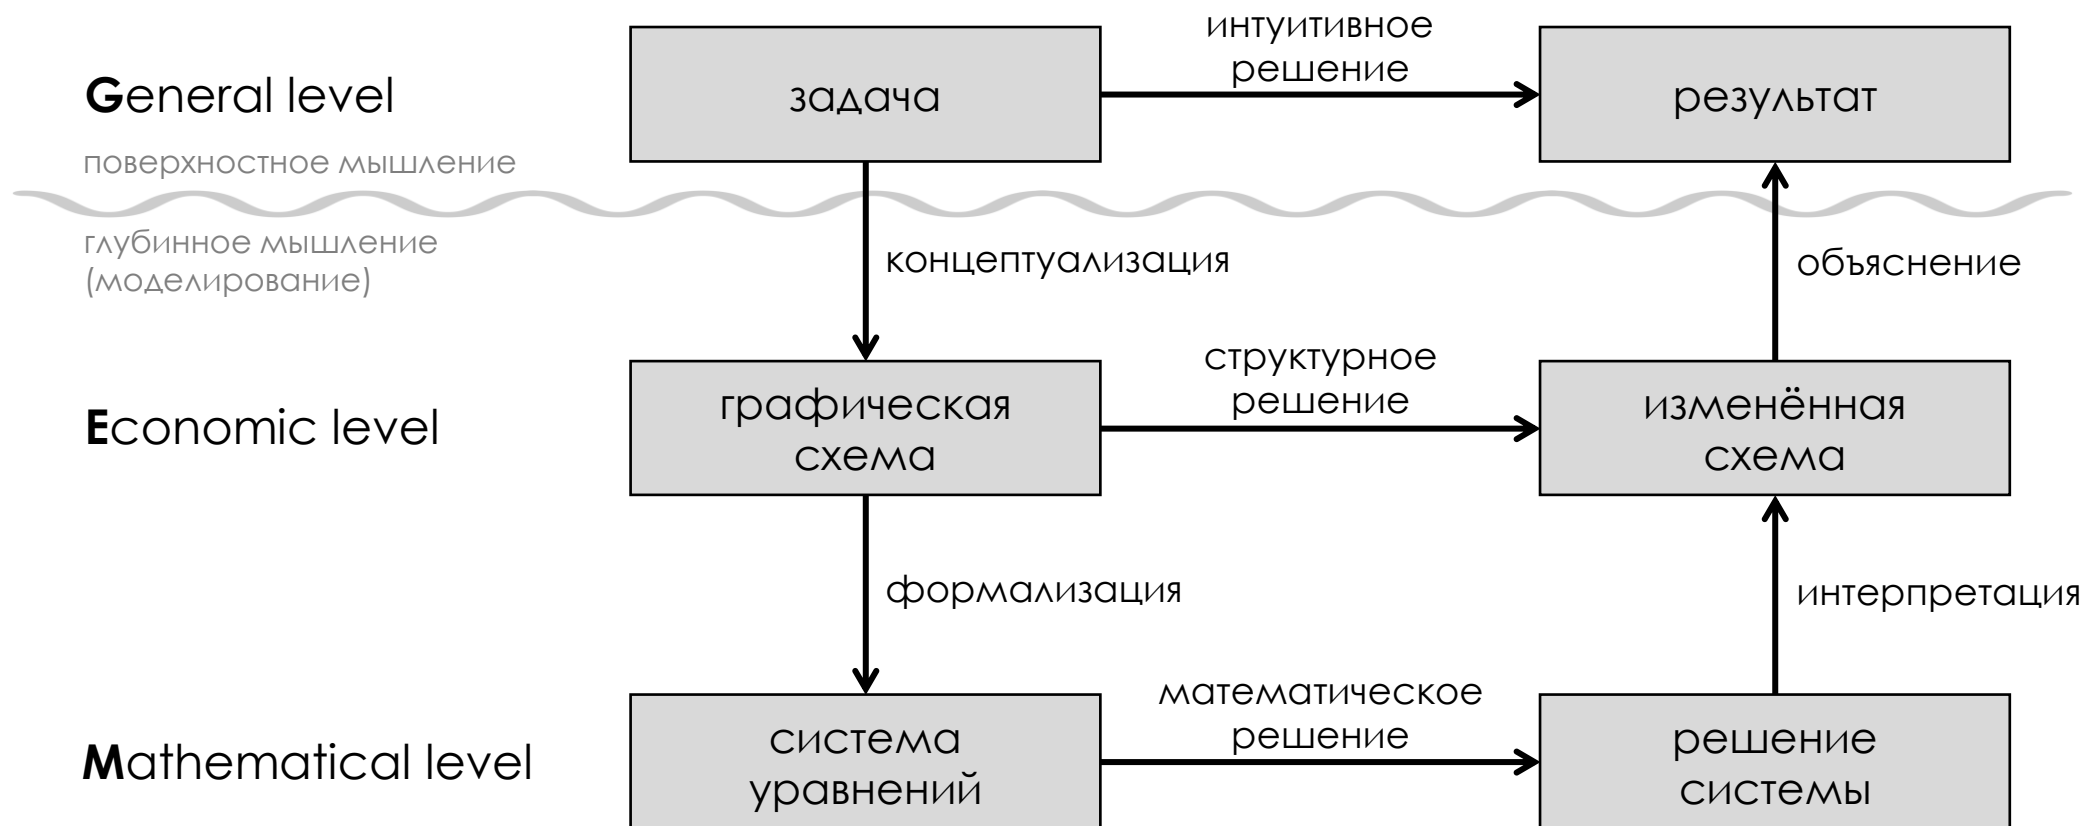 интуитивное
решение
General level
задача
результат
поверхностное мышление
глубинное мышление
(моделирование)
концептуализация
объяснение
структурное
решение
Economic level
графическая
схема
изменённая
схема
формализация
интерпретация
математическое
решение
Mathematical level
система
уравнений
решение
системы